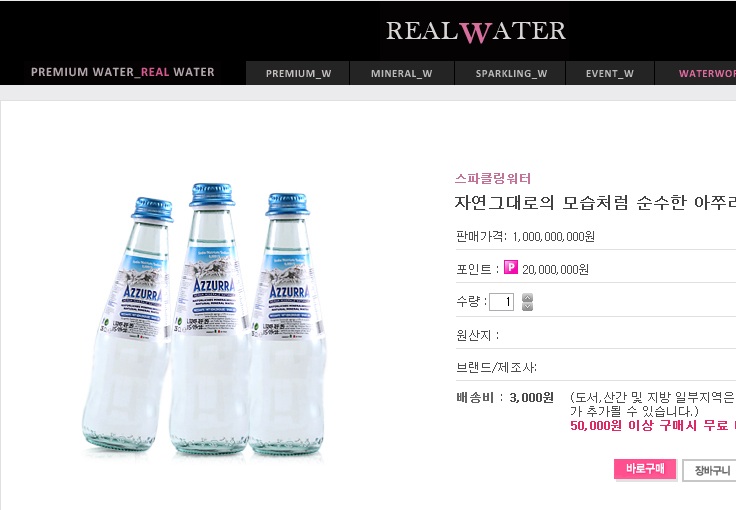 REALWATER
PREMIUM WATER_REAL WATER
PREMIUM_W
MINERAL_W
SPARKLING_W
EVENT_W
WATERWOR
스파클링워터
자연그대로의 모습처럼 순수한 아쭈라
판매가격: 1,000,000,000원
포인트 : P 20,000,000원
수량 : 1
원산지 :
브랜드/제조사:
배송비 : 3,000원
(도서,산간 및 지방 일부지역은
가 추가될 수 있습니다.)
50,000원 이상 구매시 무료
바로구매
장바구니
AZZURRA
AZZURRA
AZZURRA